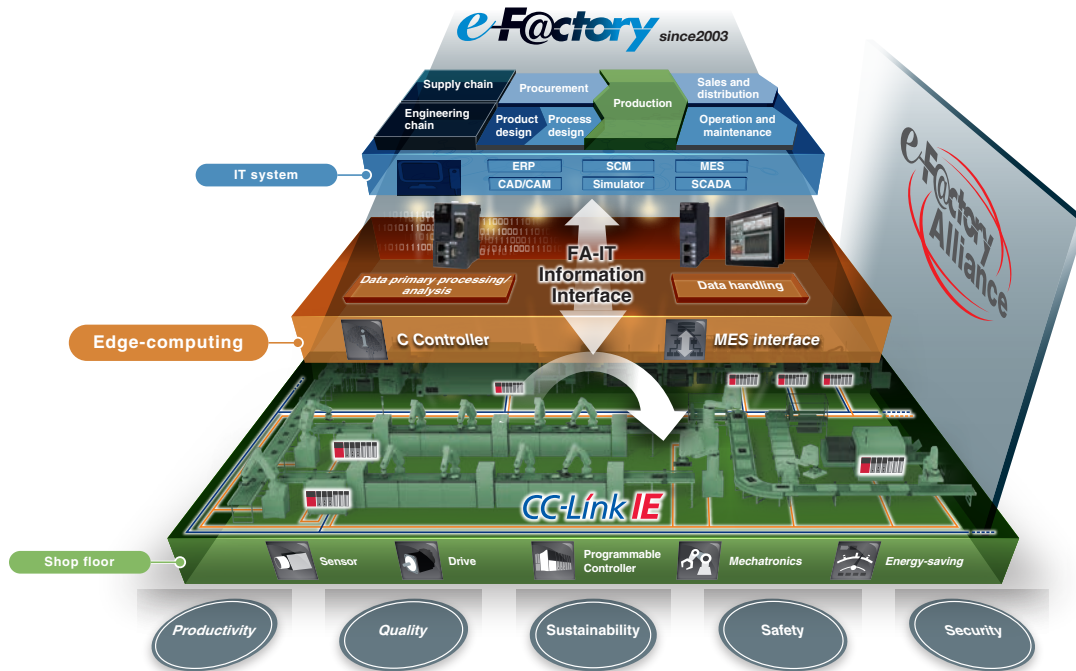 e-F@ctory since2003
Supply chain
Procurement
Production
Sales and
distribution
Engineering
chain
Product
design
Process
design
Operation and
maintenance
IT system
ERP
SCM
MES
CAD/CAM
Simulator
SCADA
e-F@ctory
Alliance
FA-IT
Information
Interface
Data primary processing/
analysis
Data handling
Edge-computing
C Controller
MES interface
CC-Link IE
Shop floor
Sensor
Drive
Programmable
Controller
Mechatronics
Energy-saving
Productivity
Quality
Sustainability
Safety
Security